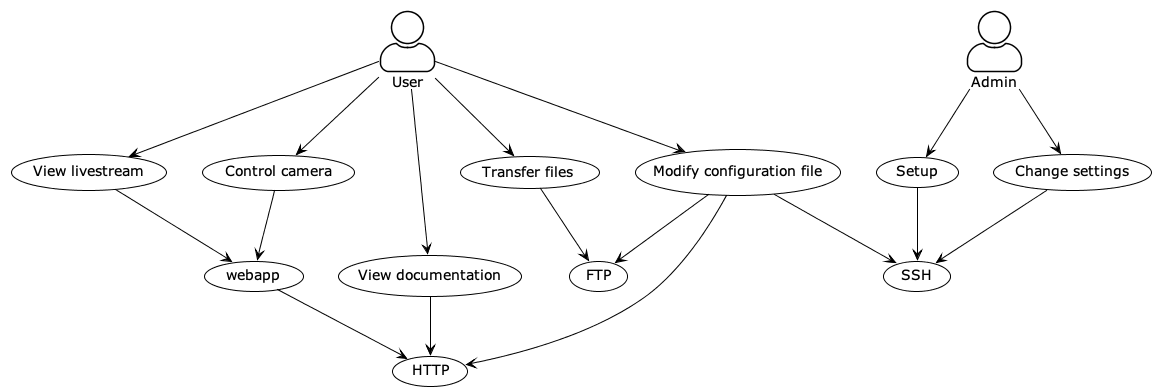 User
Admin
View livestream
Control camera
Transfer files
Modify configuration file
Setup
Change settings
webapp
View documentation
FTP
SSH
HTTP